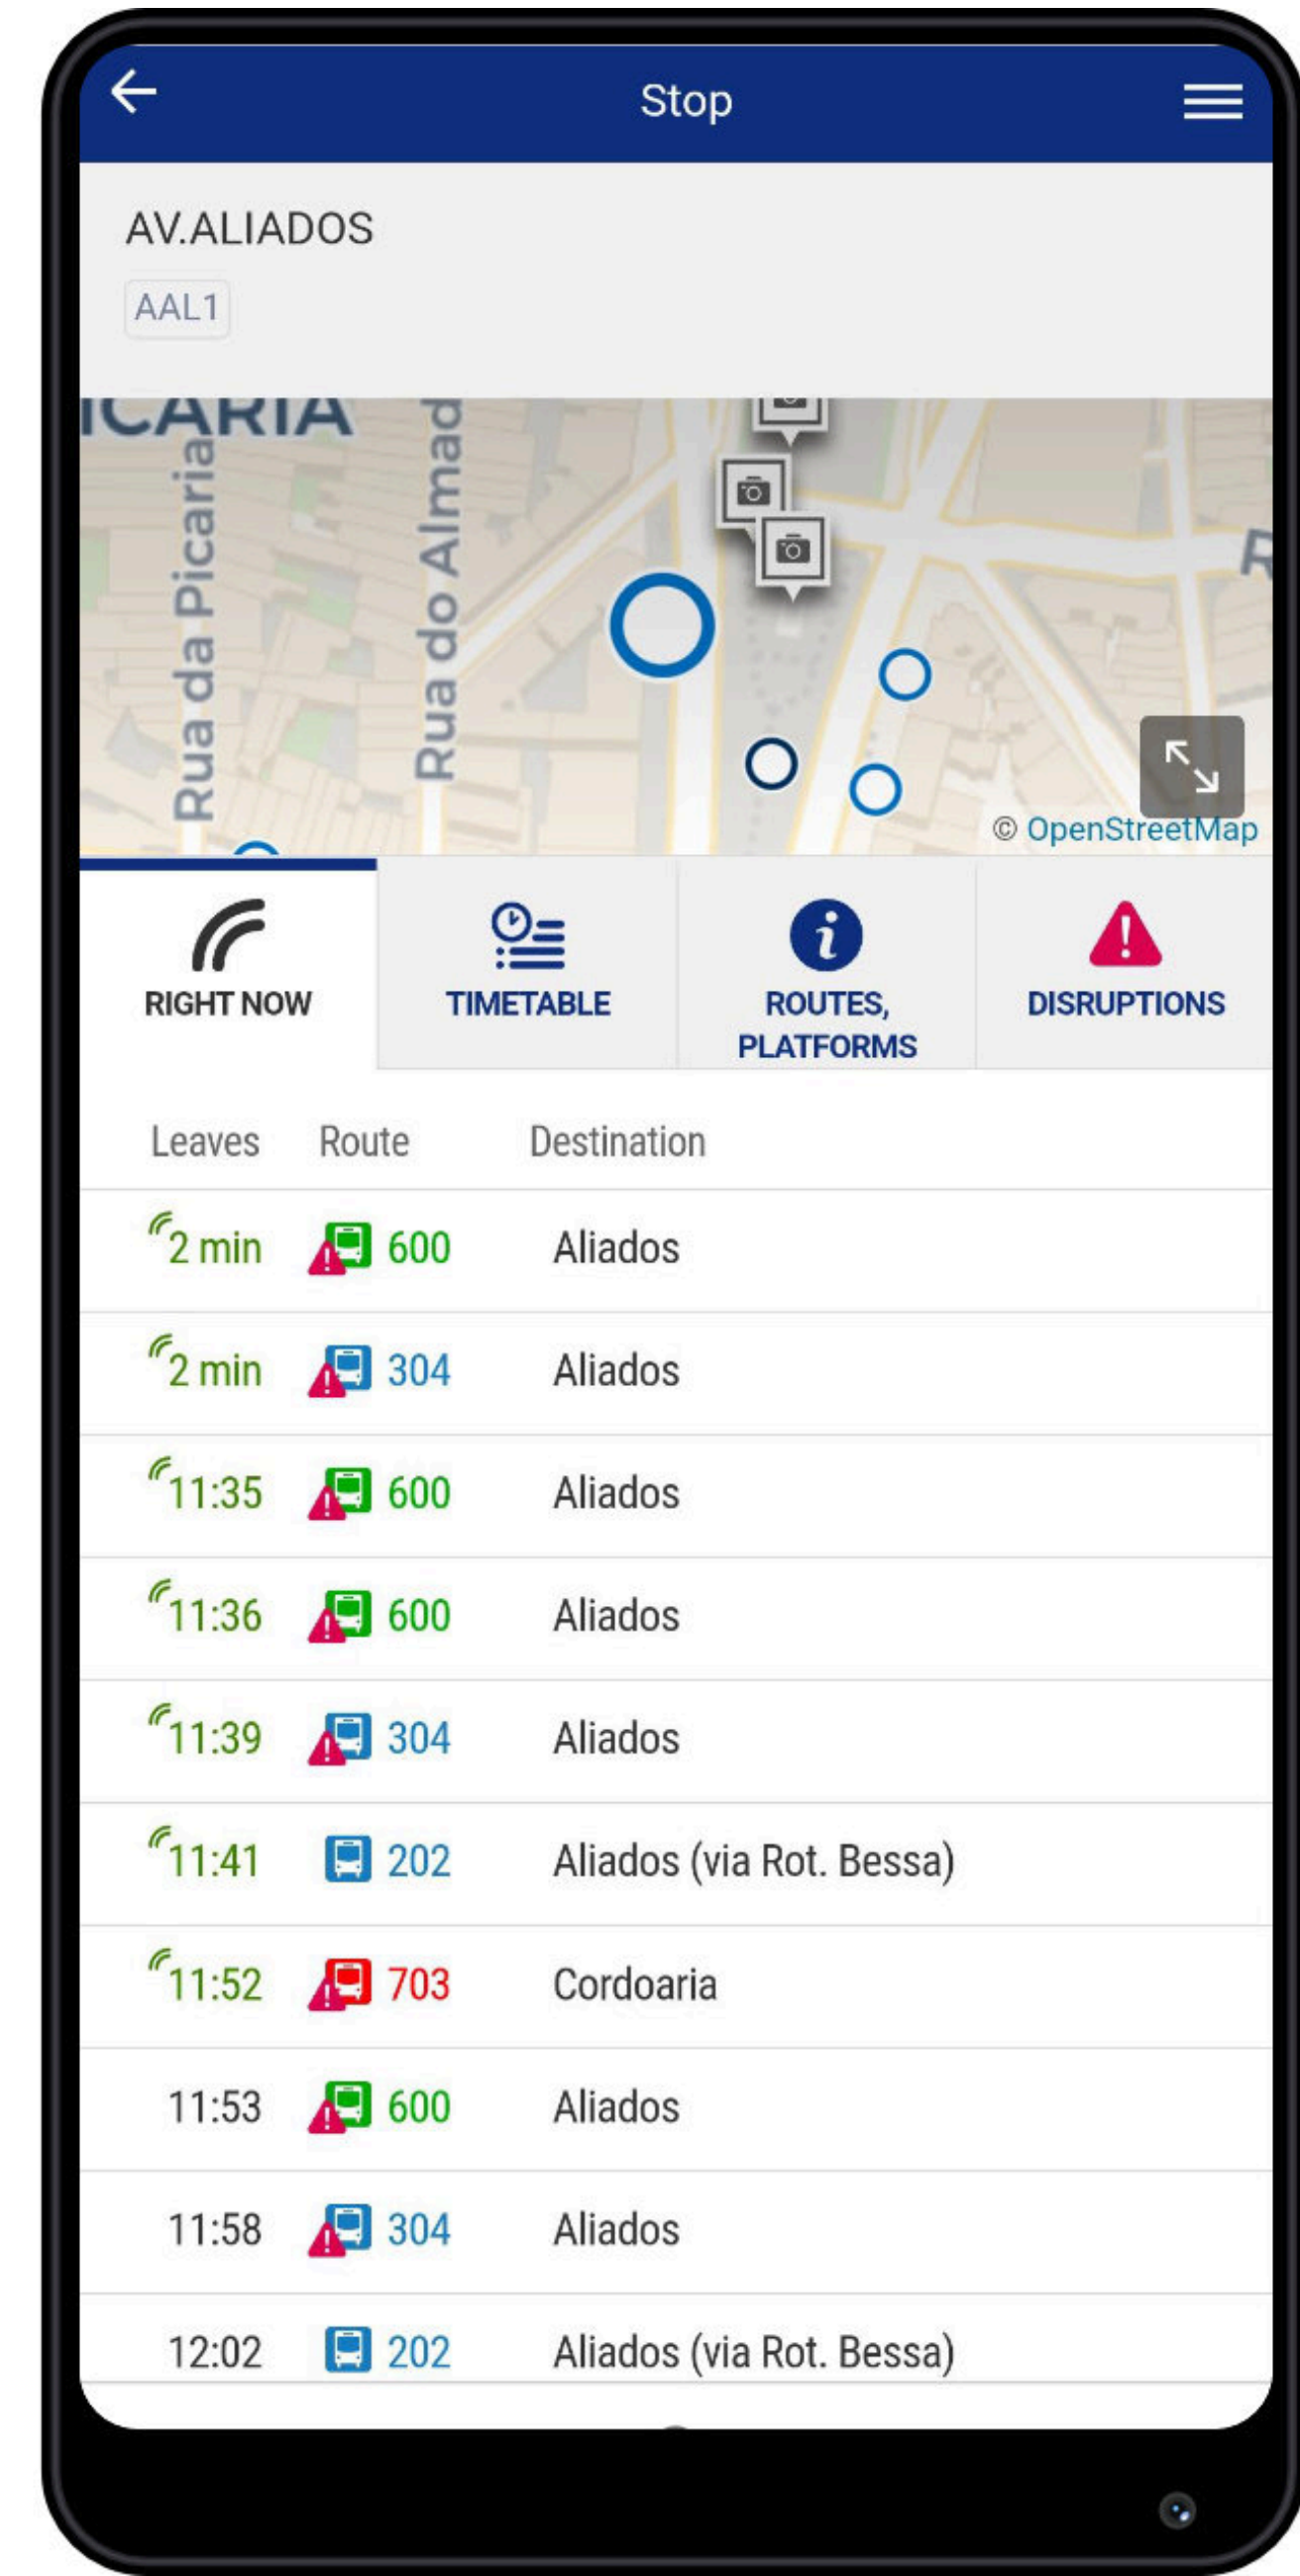 Stop
AV.ALIADOS
AAL1
ICARIA
Rua da Picaria
Rua do Almad
R
© OpenStreetMap
RIGHT NOW
TIMETABLE
ROUTES,
PLATFORMS
DISRUPTIONS
Leaves Route Destination
2 min 600 Aliados
2 min 304 Aliados
11:35 600 Aliados
11:36 600 Aliados
11:39 304 Aliados
11:41 202 Aliados (via Rot. Bessa)
11:52 703 Cordoaria
11:53 600 Aliados
11:58 304 Aliados
12:02 202 Aliados (via Rot. Bessa)